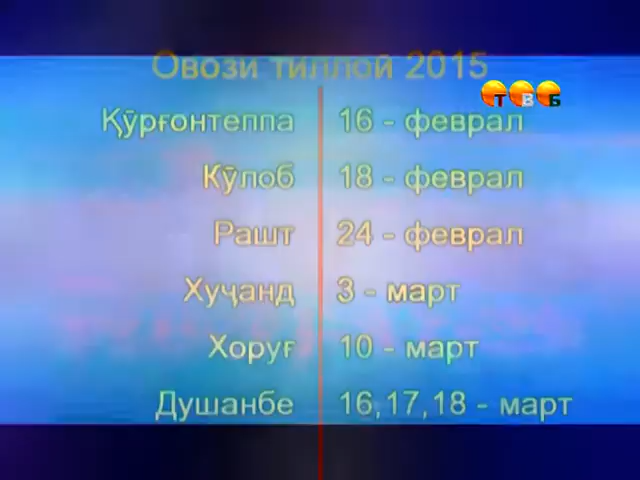 Овози тиллой 2015
ТВБ
Қӯрғонтеппа 16 - феврал
Кӯлоб 18 - феврал
Рашт 24 - феврал
Хуҷанд 3 - март
Хоруғ 10 - март
Душанбе 16,17,18 - март